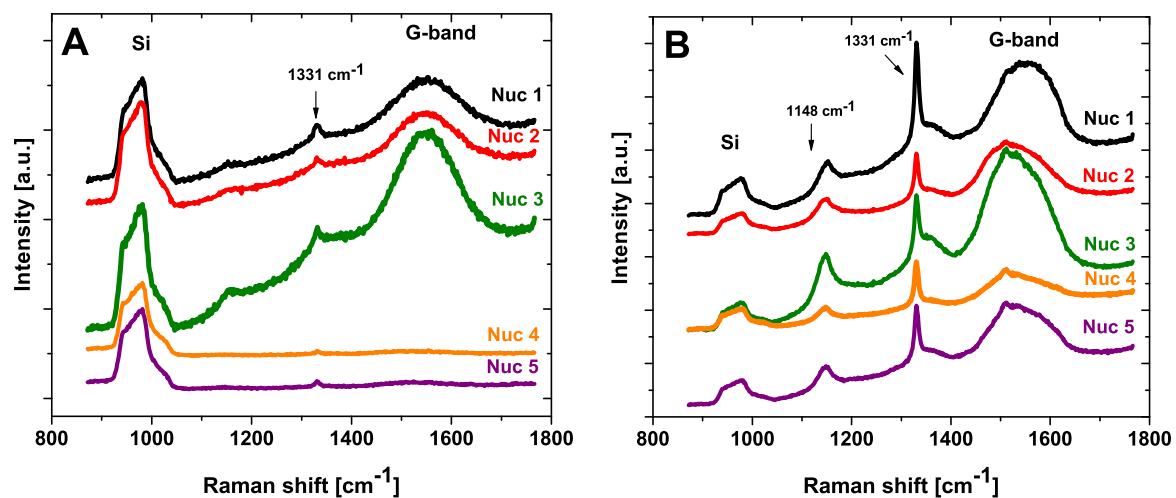 A
Si
G-band
1331 cm-1
Nuc 1
Nuc 2
Nuc 3
Nuc 4
Nuc 5
Intensity [a.u.]
800 1000 1200 1400 1600 1800
Raman shift [cm-1]
B
1331 cm-1
G-band
1148 cm-1
Si
Nuc 1
Nuc 2
Nuc 3
Nuc 4
Nuc 5
Intensity [a.u.]
800 1000 1200 1400 1600 1800
Raman shift [cm-1]